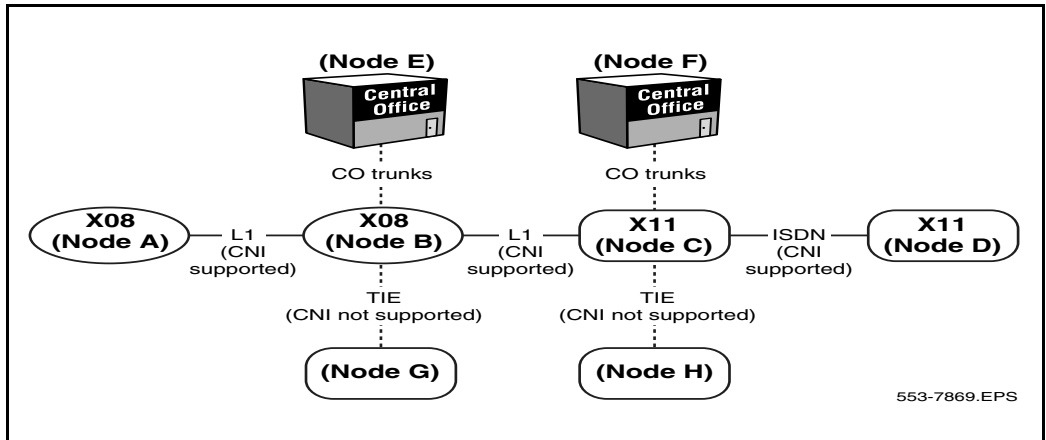 (Node E)
(Node F)
Central
Office
Central
Office
CO trunks
CO trunks
X08
(Node A)
L1
(CNI
supported)
X08
(Node B)
L1
(CNI
supported)
X11
(Node C)
ISDN
(CNI
supported)
X11
(Node D)
TIE
(CNI not supported)
TIE
(CNI not supported)
(Node G)
(Node H)
553-7869.EPS